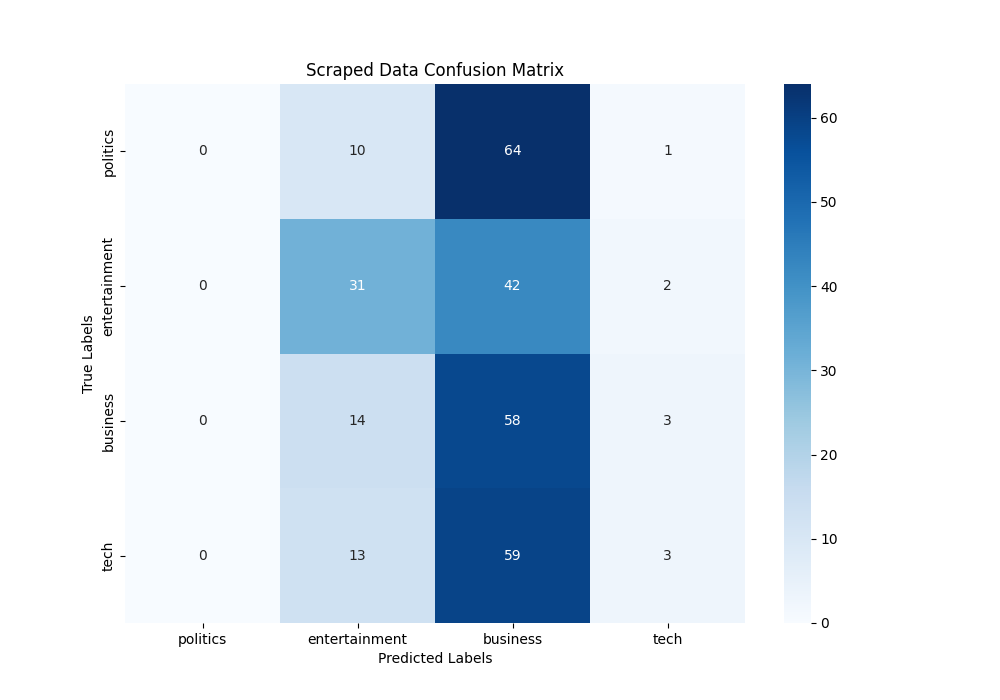 Scraped Data Confusion Matrix
True Labels
politics
0 10 64 1
entertainment
0 31 42 2
business
0 14 58 3
tech
0 13 59 3
politics entertainment business tech
Predicted Labels
60
50
40
30
20
10
0